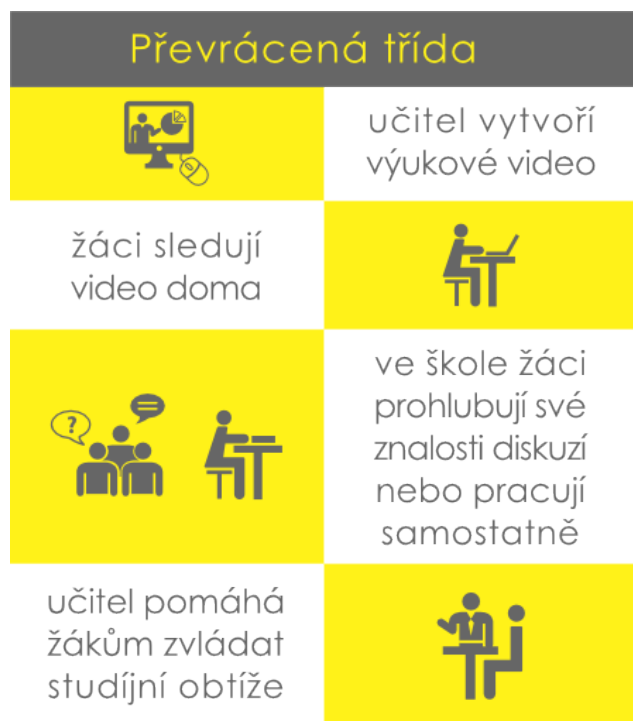 Převrácená třída
učitel vytvoří
výukové video
žáci sledují
video doma
?
ve škole žáci
prohlubují své
znalosti diskuzí
nebo pracují
samostatně
učitel pomáhá
žákům zvládat
studíjní obtíže